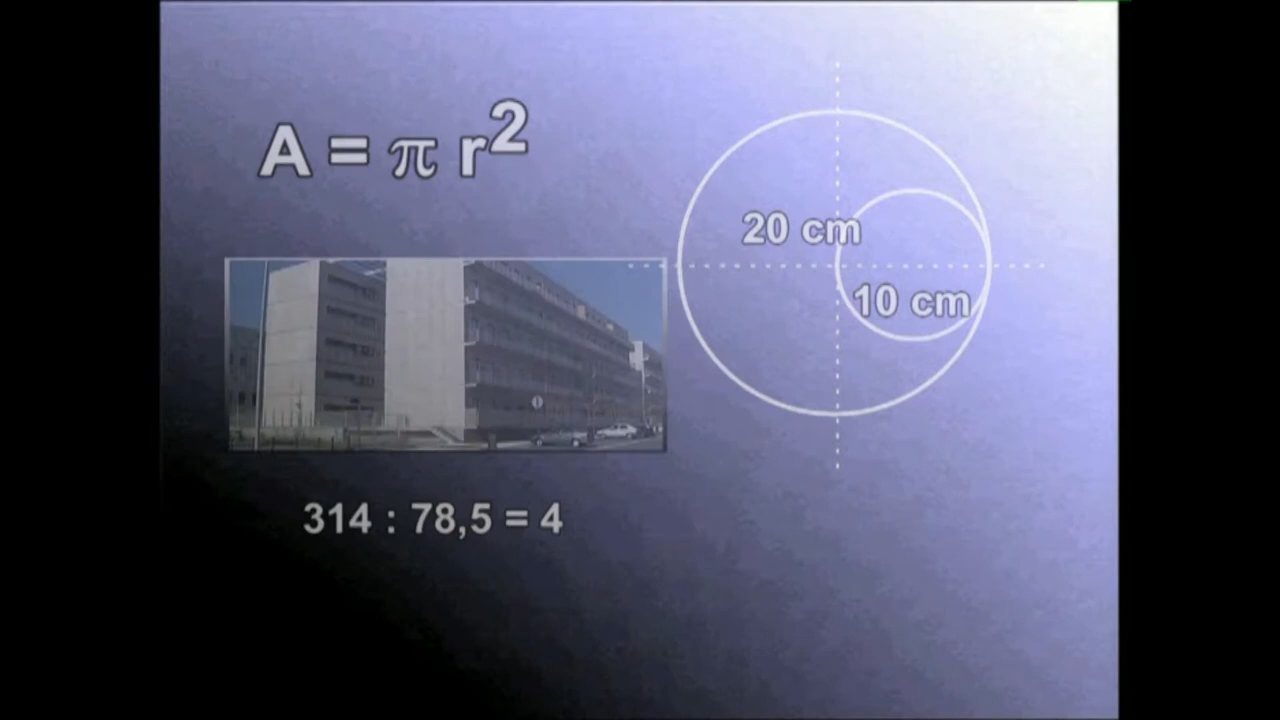 A = π r²
20 cm
10 cm
314 : 78,5 = 4